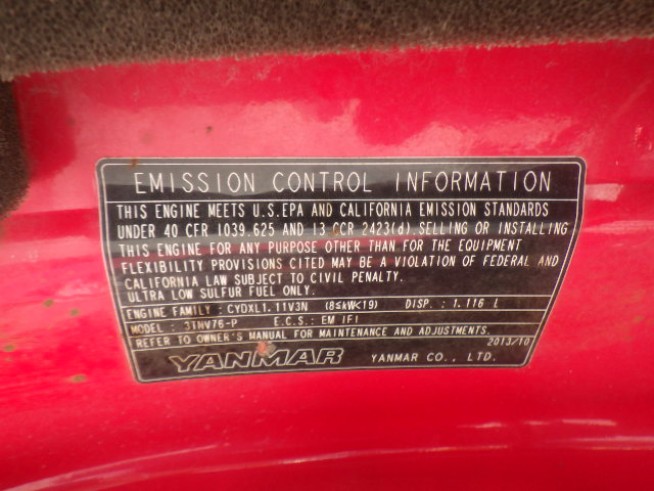 EMISSION CONTROL INFORMATION
THIS ENGINE MEETS U.S.EPA AND CALIFORNIA EMISSION STANDARDS
UNDER 40 CFR 1039.625 AND 13 CCR 2423(d).SELLING OR INSTALLING
THIS ENGINE FOR ANY PURPOSE OTHER THAN FOR THE EQUIPMENT
FLEXIBILITY PROVISIONS CITED MAY BE A VIOLATION OF FEDERAL AND
CALIFORNIA LAW SUBJECT TO CIVIL PENALTY.
ULTRA LOW SULFUR FUEL ONLY.
ENGINE FAMILY : CYDXL1.11V3N (8≤kW<19) DISP. : 1.116 L
MODEL : 3TNV76-P E.C.S.: EM IFI
REFER TO OWNER'S MANUAL FOR MAINTENANCE AND ADJUSTMENTS.
2013/10
YANMAR YANMAR CO., LTD.